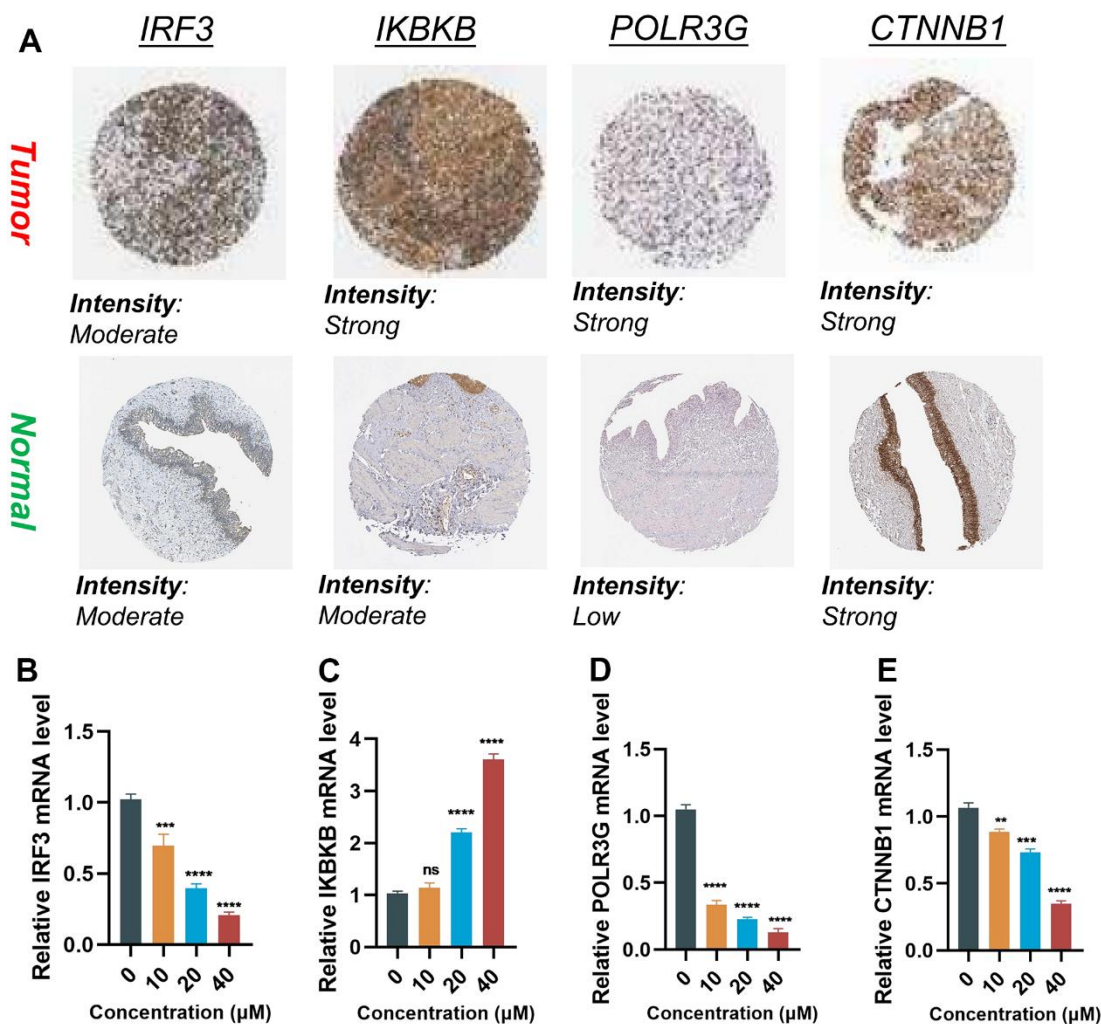 A
IRF3
IKBKB
POLR3G
CTNNB1
Tumor
Intensity:
Moderate
Intensity:
Strong
Intensity:
Strong
Intensity:
Strong
Normal
Intensity:
Moderate
Intensity:
Moderate
Intensity:
Low
Intensity:
Strong
B
Relative IRF3 mRNA level
1.5
1.0
0.5
0.0
***
****
****
0
10
20
40
Concentration (µM)
C
Relative IKBKB mRNA level
4
3
2
1
0
ns
****
****
0
10
20
40
Concentration (µM)
D
Relative POLR3G mRNA level
1.5
1.0
0.5
0.0
****
****
****
0
10
20
40
Concentration (µM)
E
Relative CTNNB1 mRNA level
1.5
1.0
0.5
0.0
**
***
****
0
10
20
40
Concentration (µM)